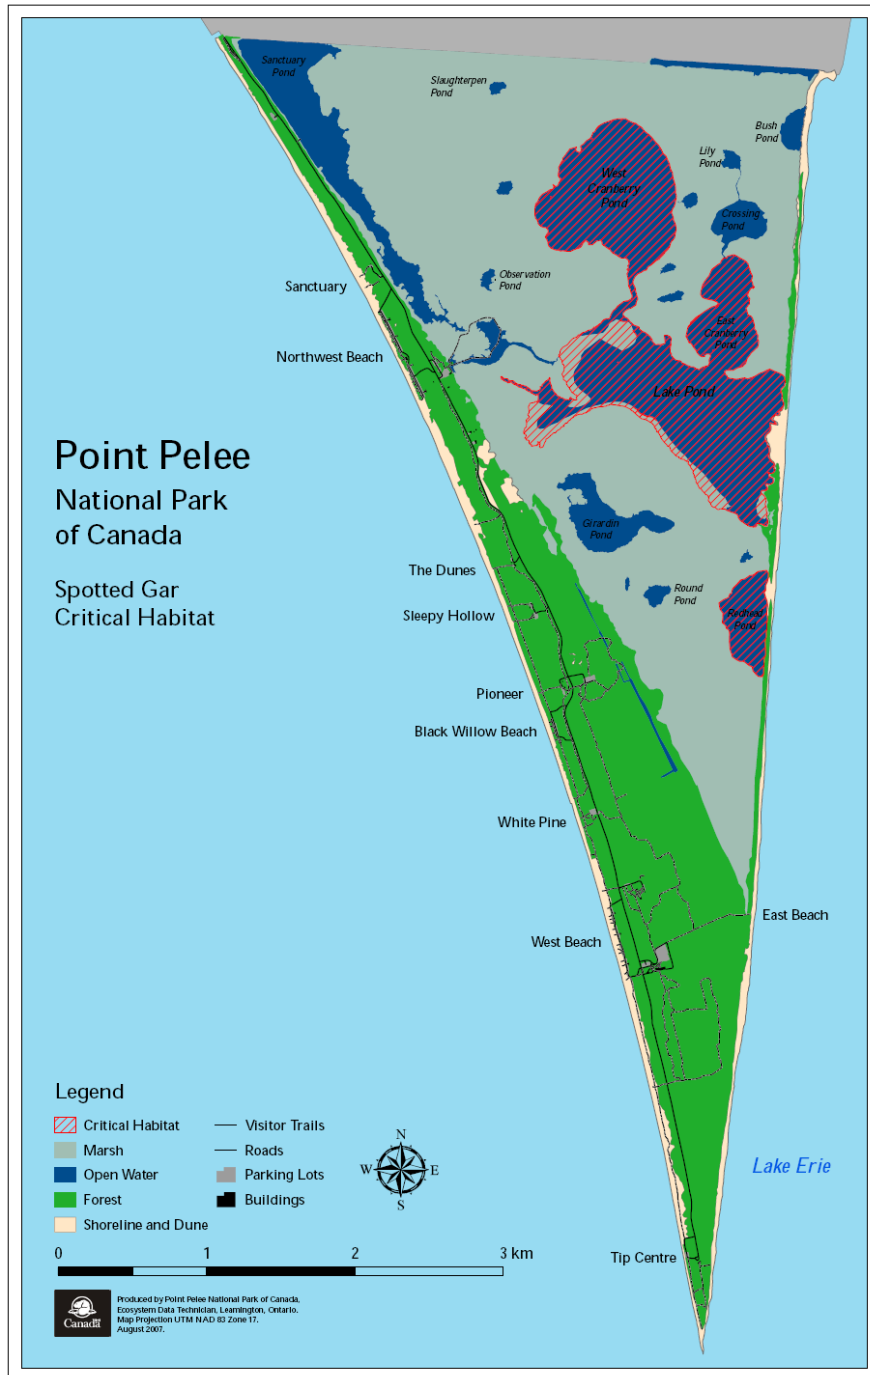 Sanctuary
Pond
Slaughterpen
Pond
Bush
Pond
Lily
Pond
West
Cranberry
Pond
Crossing
Pond
Observation
Pond
Sanctuary
East
Cranberry
Pond
Northwest Beach
Lake Pond
Point Pelee
National Park
of Canada
Spotted Gar
Critical Habitat
Girardin
Pond
The Dunes
Round
Pond
Sleepy Hollow
Redhead
Pond
Pioneer
Black Willow Beach
White Pine
East Beach
West Beach
Legend
Critical Habitat
Marsh
Open Water
Forest
Shoreline and Dune
Visitor Trails
Roads
Parking Lots
Buildings
N
W
E
S
Lake Erie
0 1 2 3 km
Tip Centre
Canada
Produced by Point Pelee National Park of Canada,
Ecosystem Data Technician, Leamington, Ontario.
Map Projection UTM NAD 83 Zone 17.
August 2007.